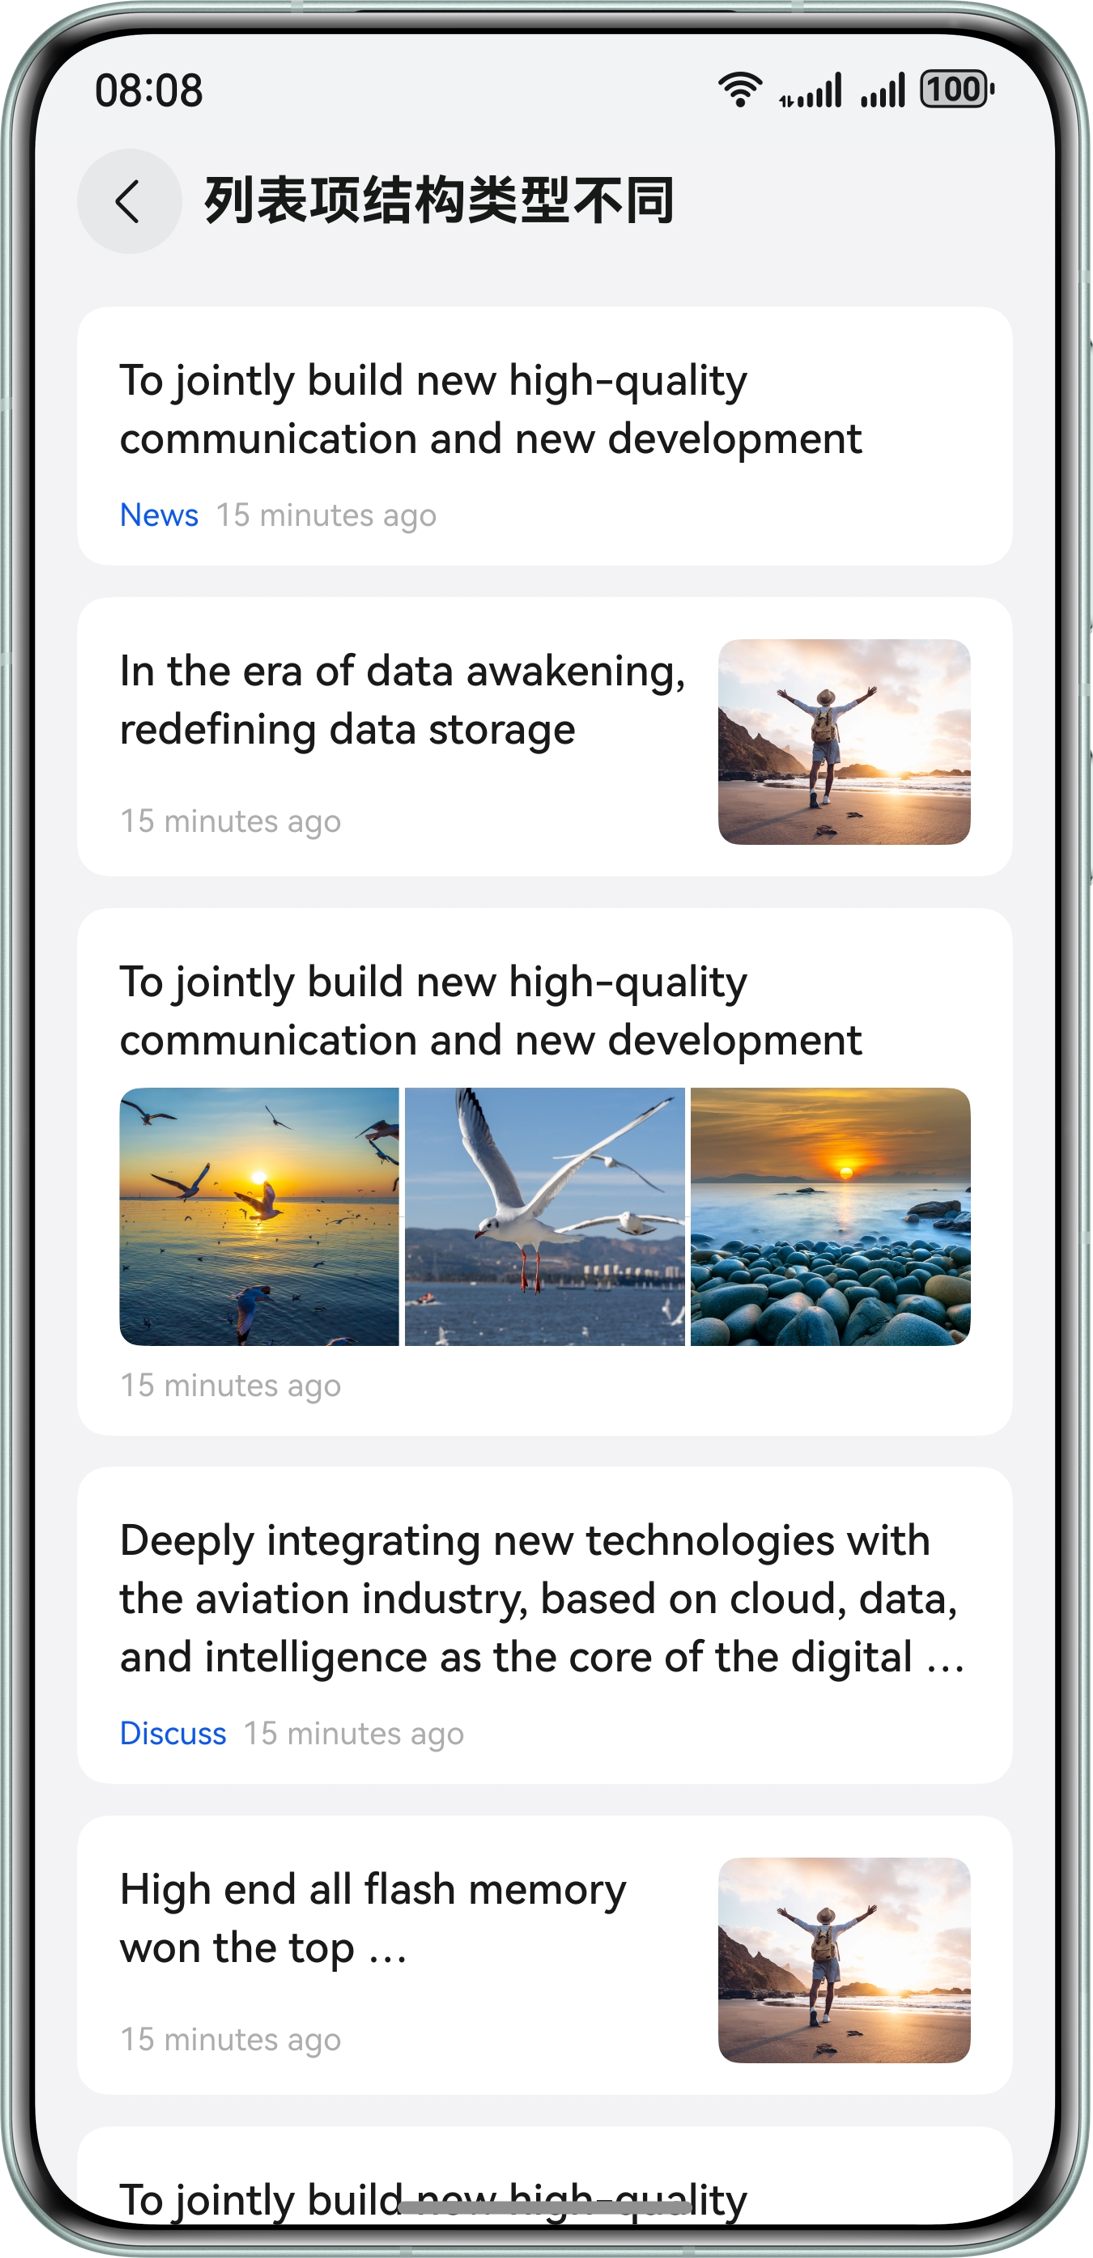 08:08
100
列表项结构类型不同
To jointly build new high-quality
communication and new development
News 15 minutes ago
In the era of data awakening,
redefining data storage
15 minutes ago
To jointly build new high-quality
communication and new development
15 minutes ago
Deeply integrating new technologies with
the aviation industry, based on cloud, data,
and intelligence as the core of the digital ...
Discuss 15 minutes ago
High end all flash memory
won the top ...
15 minutes ago
To jointly build new high-quality